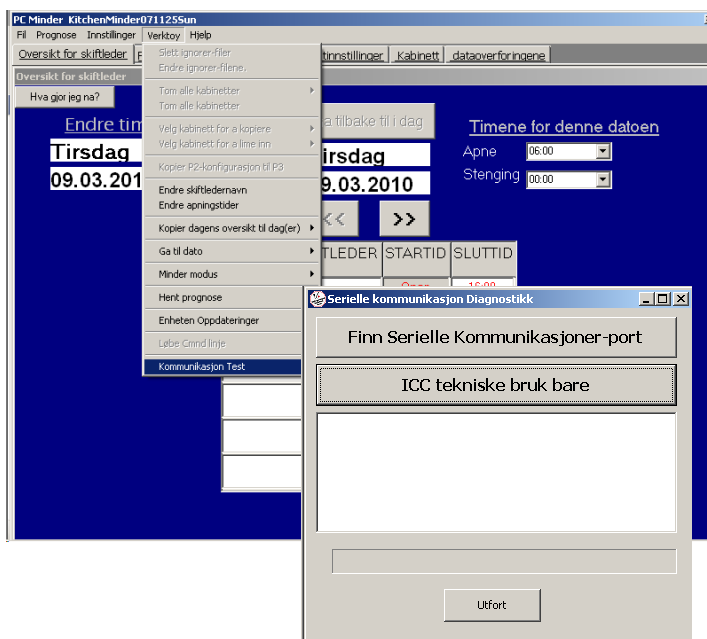 PC Minder KitchenMinder071125Sun
Fil Prognose Innstillinger Verktoy Hjelp
Oversikt for skiftleder
tinnstillinger Kabinett dataoverforingene
Oversikt for skiftleder
Hva gjor jeg na?
Slett ignorer-filer
Endre ignorer-filene.
Tom alle kabinetter
Tom alle kabinetter
Velg kabinett for a kopiere
Velg kabinett for a lime inn
Kopier P2-konfigurasjon til P3
Endre skiftledernavn
Endre apningstider
Kopier dagens oversikt til dag(er)
Ga til dato
Minder modus
Hent prognose
Enheten Oppdateringer
Løbe Cmnd linje
Kommunikasjon Test
Endre tim
Tirsdag
09.03.201
a tilbake til i dag
irsdag
9.03.2010
<< >>
Timene for denne datoen
Apne 06:00
Stenging 00:00
TLEDER STARTID SLUTTID
Serielle kommunikasjon Diagnostikk
Finn Serielle Kommunikasjoner-port
ICC tekniske bruk bare
Utfort